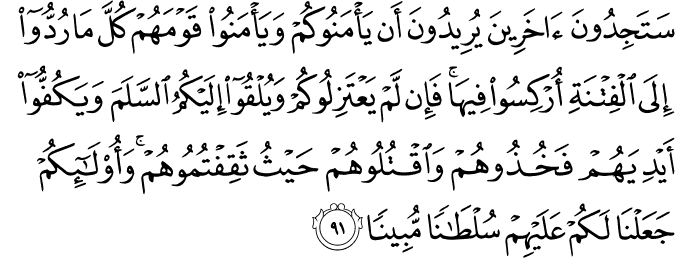 سَتَجِدُونَ ءَاخَرِينَ يُرِيدُونَ أَن يَأْمَنُوكُمْ وَيَأْمَنُوا۟ قَوْمَهُمْ كُلَّ مَا رُدُّوٓا۟
إِلَى ٱلْفِتْنَةِ أُرْكِسُوا۟ فِيهَا ۚ فَإِن لَّمْ يَعْتَزِلُوكُمْ وَيُلْقُوٓا۟ إِلَيْكُمُ ٱلسَّلَمَ وَيَكُفُّوٓا۟
أَيْدِيَهُمْ فَخُذُوهُمْ وَٱقْتُلُوهُمْ حَيْثُ ثَقِفْتُمُوهُمْ ۚ وَأُو۟لَـٰٓئِكُمْ
جَعَلْنَا لَكُمْ عَلَيْهِمْ سُلْطَـٰنًا مُّبِينًا ٩١